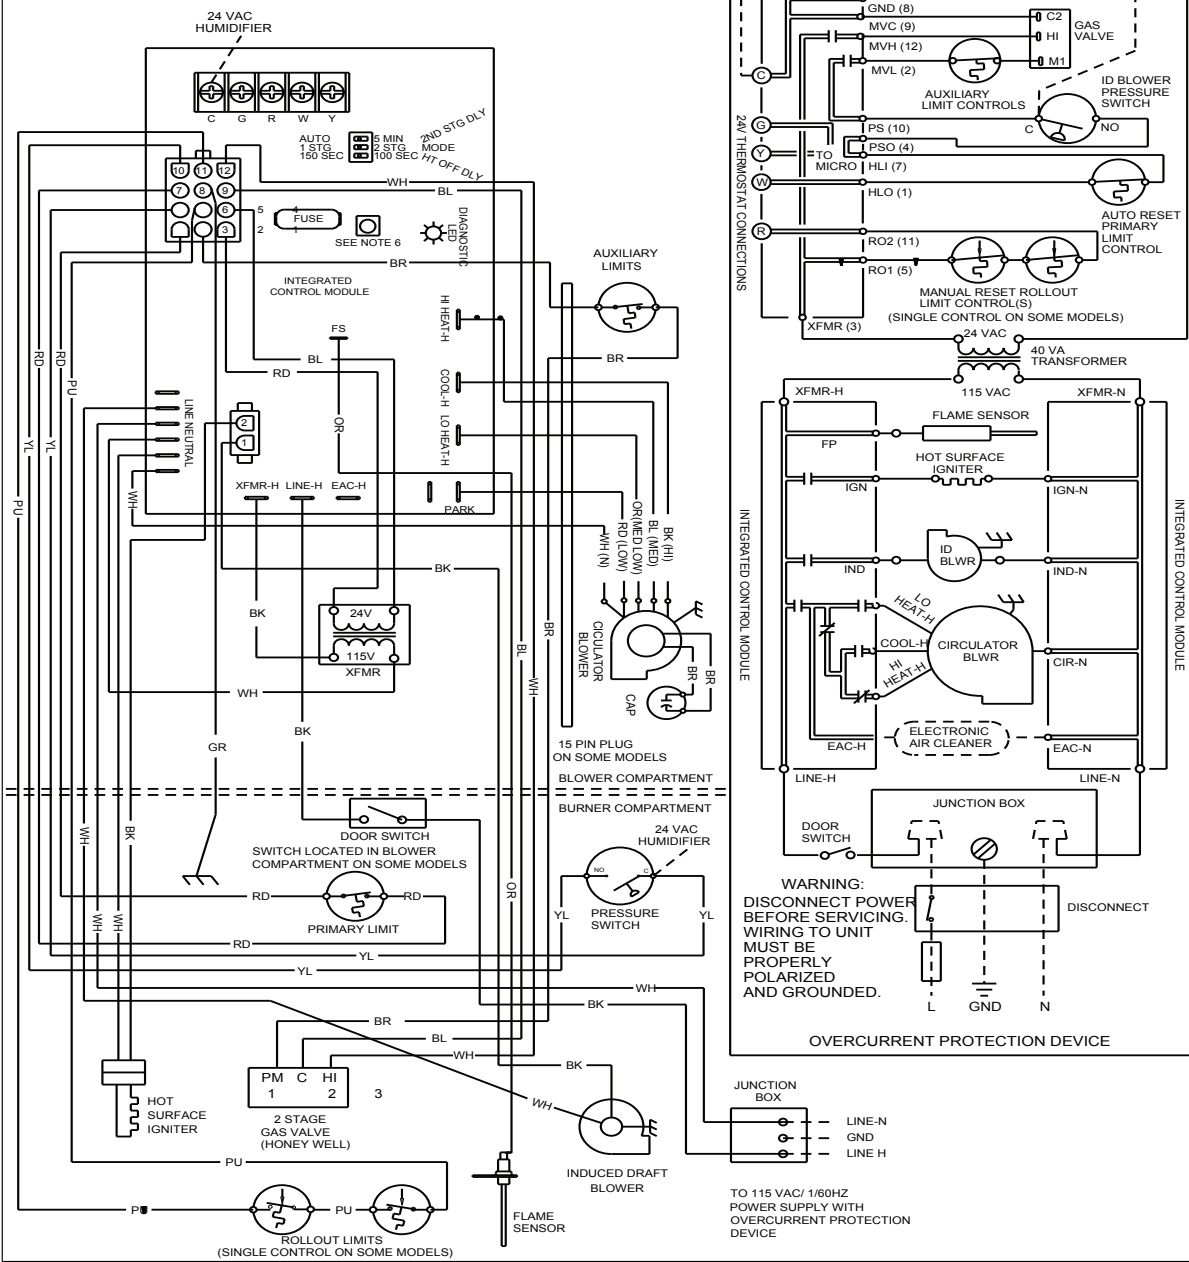 24 VAC
HUMIDIFIER
C G R W Y
AUTO
1 STG
150 SEC
5 MIN
2 STG
100 SEC
2ND STG DLY
MODE
HT OFF DLY
10 11 12
7 8 9
6 5
3 2
WH
BL
4
FUSE
1
SEE NOTE 6
DIAGNOSTIC
LED
BR
INTEGRATED
CONTROL MODULE
AUXILIARY
LIMITS
HI HEAT-H
FS
BL
RD
BR
COOL-H
LO HEAT-H
RD
RD
PU
YL
YL
PU
OR
LINE NEUTRAL
2
1
XFMR-H
LINE-H
EAC-H
PARK
WH
WH (N)
RD (LOW)
OR(MED LOW)
BL (MED)
BK (HI)
BK
BK
24V
115V
XFMR
WH
BR
BL
WH
CICULATOR
BLOWER
BR
BR
CAP
GR
BK
15 PIN PLUG
ON SOME MODELS
BLOWER COMPARTMENT
BURNER COMPARTMENT
WH
BK
DOOR SWITCH
SWITCH LOCATED IN BLOWER
COMPARTMENT ON SOME MODELS
24 VAC
HUMIDIFIER
NO
C
PRESSURE
SWITCH
RD
RD
PRIMARY LIMIT
OR
YL
YL
WH
WH
RD
YL
YL
WH
BK
BR
BL
WH
BK
WH
PM C HI
1 2 3
2 STAGE
GAS VALVE
(HONEY WELL)
HOT
SURFACE
IGNITER
INDUCED DRAFT
BLOWER
FLAME
SENSOR
PU
PU
PU
ROLLOUT LIMITS
(SINGLE CONTROL ON SOME MODELS)
JUNCTION
BOX
LINE-N
GND
LINE H
TO 115 VAC/ 1/60HZ
POWER SUPPLY WITH
OVERCURRENT PROTECTION
DEVICE
GND (8)
MVC (9)
MVH (12)
MVL (2)
C2
HI
M1
GAS
VALVE
AUXILIARY
LIMIT CONTROLS
ID BLOWER
PRESSURE
SWITCH
C
NO
C
G
Y
W
R
24V THERMOSTAT CONNECTIONS
TO
MICRO
PS (10)
PSO (4)
HLI (7)
HLO (1)
AUTO RESET
PRIMARY
LIMIT
CONTROL
RO2 (11)
RO1 (5)
MANUAL RESET ROLLOUT
LIMIT CONTROL(S)
(SINGLE CONTROL ON SOME MODELS)
XFMR (3)
24 VAC
40 VA
TRANSFORMER
115 VAC
XFMR-H
XFMR-N
FLAME SENSOR
FP
HOT SURFACE
IGNITER
IGN
IGN-N
INTEGRATED CONTROL MODULE
INTEGRATED CONTROL MODULE
ID
BLWR
IND
IND-N
LO
HEAT-H
COOL-H
HI
HEAT-H
CIRCULATOR
BLWR
CIR-N
EAC-H
ELECTRONIC
AIR CLEANER
EAC-N
LINE-H
LINE-N
JUNCTION BOX
DOOR
SWITCH
WARNING:
DISCONNECT POWER
BEFORE SERVICING.
WIRING TO UNIT
MUST BE
PROPERLY
POLARIZED
AND GROUNDED.
DISCONNECT
L GND N
OVERCURRENT PROTECTION DEVICE